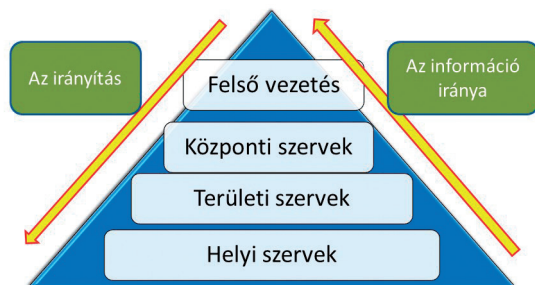 Az irányítás
Az információ
iránya
Felső vezetés
Központi szervek
Területi szervek
Helyi szervek